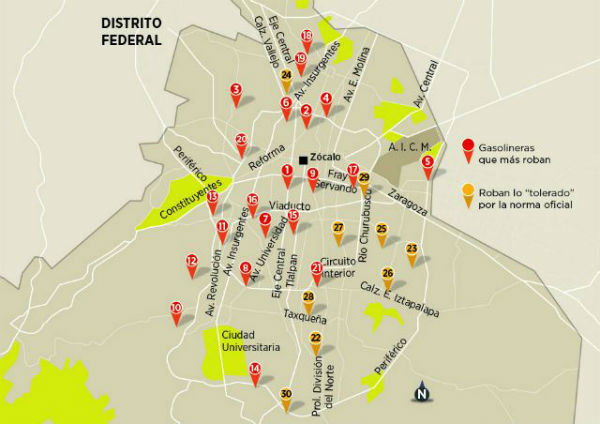 DISTRITO
FEDERAL
Calz. Vallejo
Eje Central
Av. Insurgentes
Av. E. Molina
Av. Central
18
19
24
3
6
2
4
A. I. C. M.
5
Gasolineras
que más roban
Roban lo "tolerado"
por la norma oficial
20
Reforma
Zócalo
Periférico
Constituyentes
1
9
Fray
Servando
17
29
Zaragoza
13
16
Viaducto
7
15
11
Av. Insurgentes
Av. Universidad
Eje Central
Tlalpan
27
25
23
Río Churubusco
12
8
Av. Revolución
21
Circuito
interior
26
Calz. E. Iztapalapa
10
28
Taxqueña
Ciudad
Universitaria
22
14
Prol. División
del Norte
Periférico
30
N